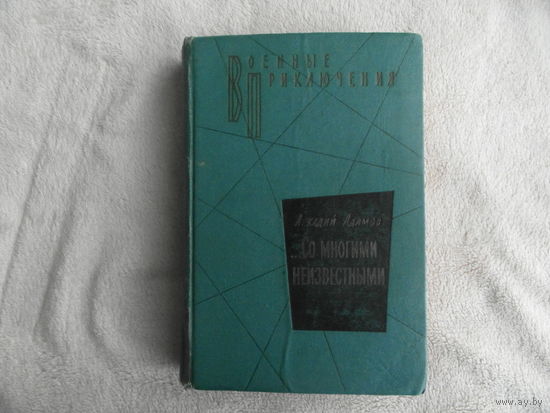 Военные
Приключения
Аркадий Адамов
...Со многими
неизвестными
www.ay.by